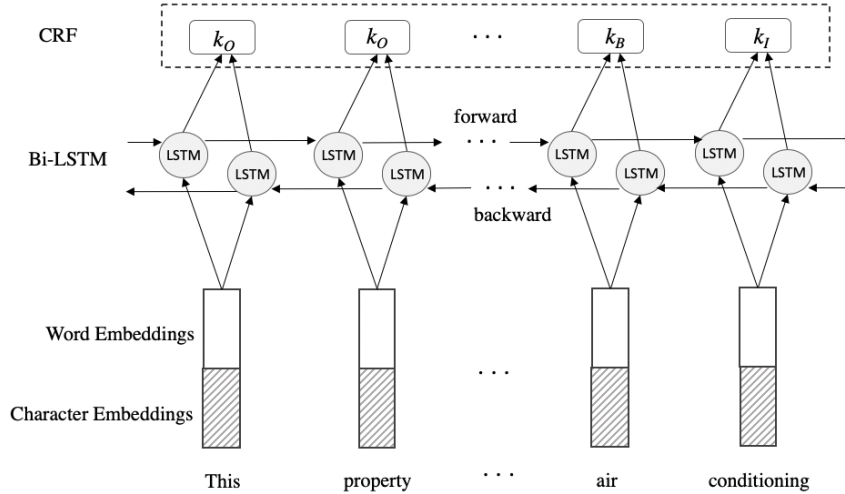 CRF k_O k_O . . . k_B k_I
forward
Bi-LSTM LSTM LSTM . . . LSTM LSTM
LSTM LSTM . . . LSTM LSTM
backward
Word Embeddings
. . .
Character Embeddings
This property . . . air conditioning